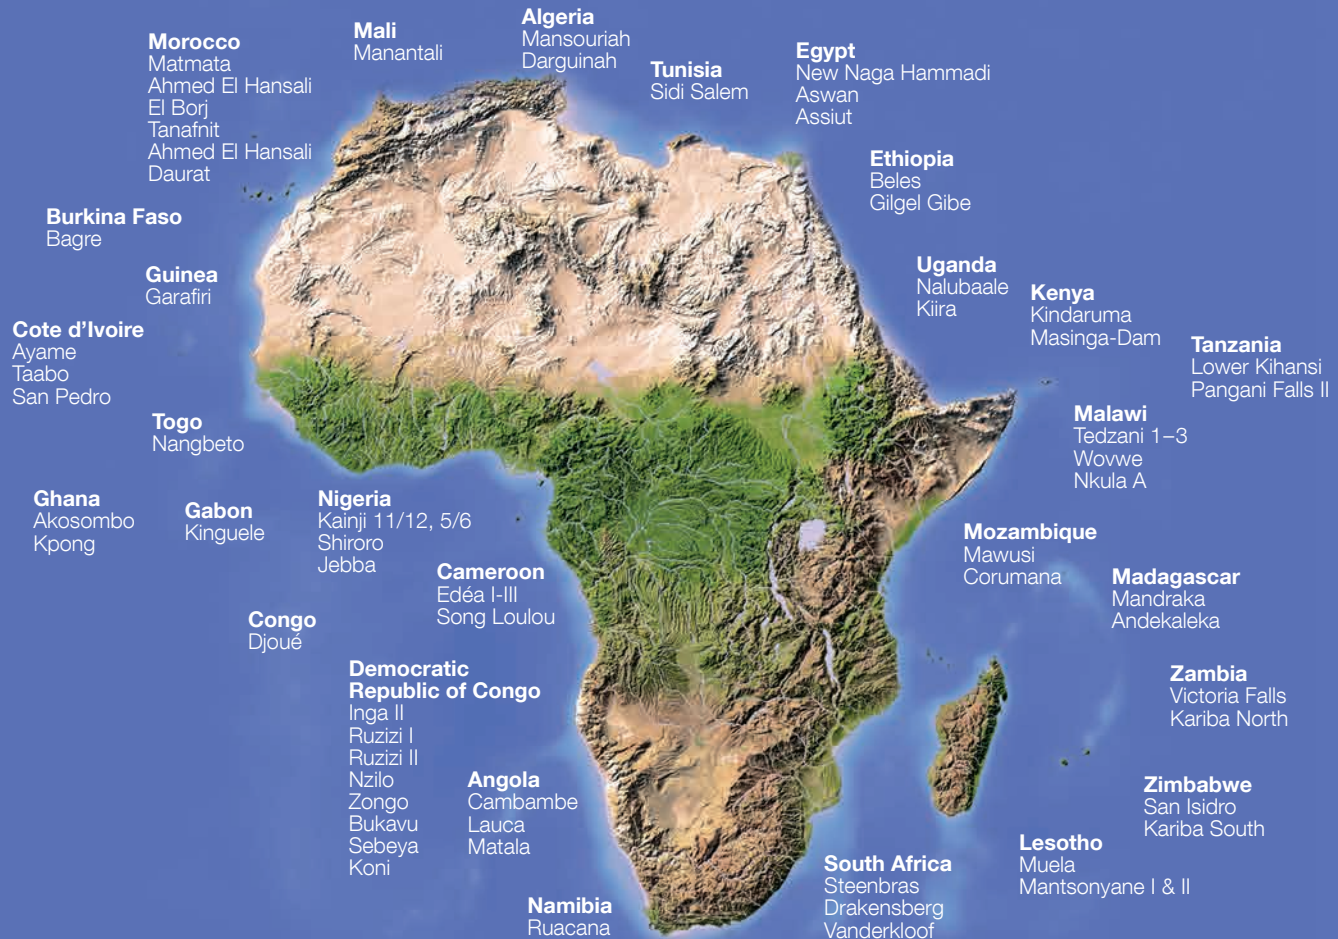 Morocco
Matmata
Ahmed El Hansali
El Borj
Tanafnit
Ahmed El Hansali
Daurat
Mali
Manantali
Algeria
Mansouriah
Darguinah
Tunisia
Sidi Salem
Egypt
New Naga Hammadi
Aswan
Assiut
Ethiopia
Beles
Gilgel Gibe
Burkina Faso
Bagre
Guinea
Garafiri
Uganda
Nalubaale
Kiira
Kenya
Kindaruma
Masinga-Dam
Tanzania
Lower Kihansi
Pangani Falls II
Cote d’Ivoire
Ayame
Taabo
San Pedro
Togo
Nangbeto
Malawi
Tedzani 1–3
Wovwe
Nkula A
Ghana
Akosombo
Kpong
Gabon
Kinguele
Nigeria
Kainji 11/12, 5/6
Shiroro
Jebba
Cameroon
Edéa I-III
Song Loulou
Mozambique
Mawusi
Corumana
Madagascar
Mandraka
Andekaleka
Congo
Djoué
Democratic
Republic of Congo
Inga II
Ruzizi I
Ruzizi II
Nzilo
Zongo
Bukavu
Sebeya
Koni
Zambia
Victoria Falls
Kariba North
Angola
Cambambe
Lauca
Matala
Zimbabwe
San Isidro
Kariba South
Lesotho
Muela
Mantsonyane I & II
South Africa
Steenbras
Drakensberg
Vanderkloof
Namibia
Ruacana